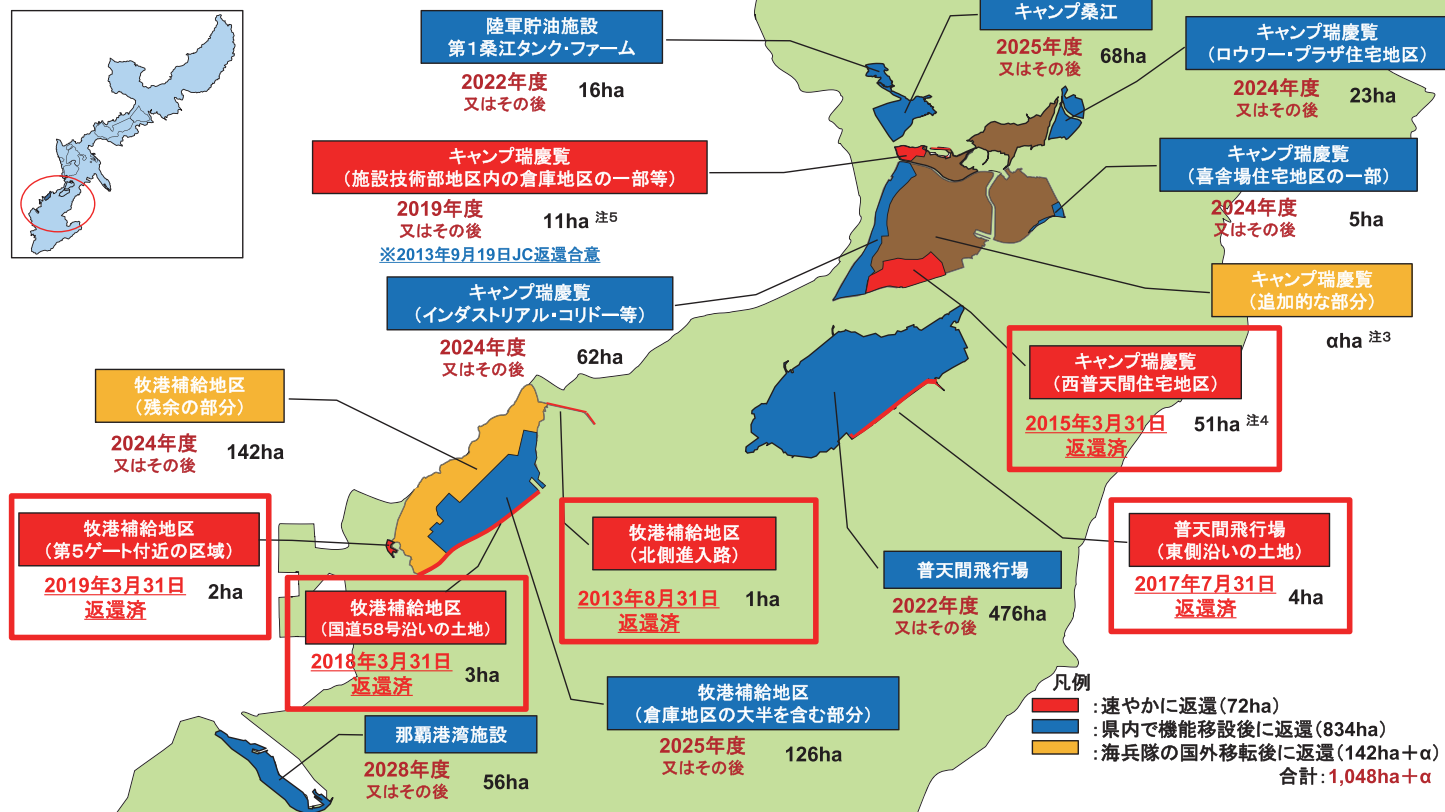 陸軍貯油施設
第1桑江タンク・ファーム
2022年度
又はその後
16ha
キャンプ桑江
2025年度
又はその後
68ha
キャンプ瑞慶覧
(ロウワー・プラザ住宅地区)
2024年度
又はその後
23ha
キャンプ瑞慶覧
(施設技術部地区内の倉庫地区の一部等)
2019年度
又はその後
11ha 注5
※2013年9月19日JC返還合意
キャンプ瑞慶覧
(喜舎場住宅地区の一部)
2024年度
又はその後
5ha
キャンプ瑞慶覧
(インダストリアル・コリドー等)
2024年度
又はその後
62ha
キャンプ瑞慶覧
(追加的な部分)
αha 注3
キャンプ瑞慶覧
(西普天間住宅地区)
2015年3月31日
返還済
51ha 注4
牧港補給地区
(残余の部分)
2024年度
又はその後
142ha
牧港補給地区
(第5ゲート付近の区域)
2019年3月31日
返還済
2ha
牧港補給地区
(国道58号沿いの土地)
2018年3月31日
返還済
3ha
牧港補給地区
(北側進入路)
2013年8月31日
返還済
1ha
普天間飛行場
2022年度
又はその後
476ha
普天間飛行場
(東側沿いの土地)
2017年7月31日
返還済
4ha
牧港補給地区
(倉庫地区の大半を含む部分)
2025年度
又はその後
126ha
那覇港湾施設
2028年度
又はその後
56ha
凡例
:速やかに返還(72ha)
:県内で機能移設後に返還(834ha)
:海兵隊の国外移転後に返還(142ha+α)
合計:1,048ha+α